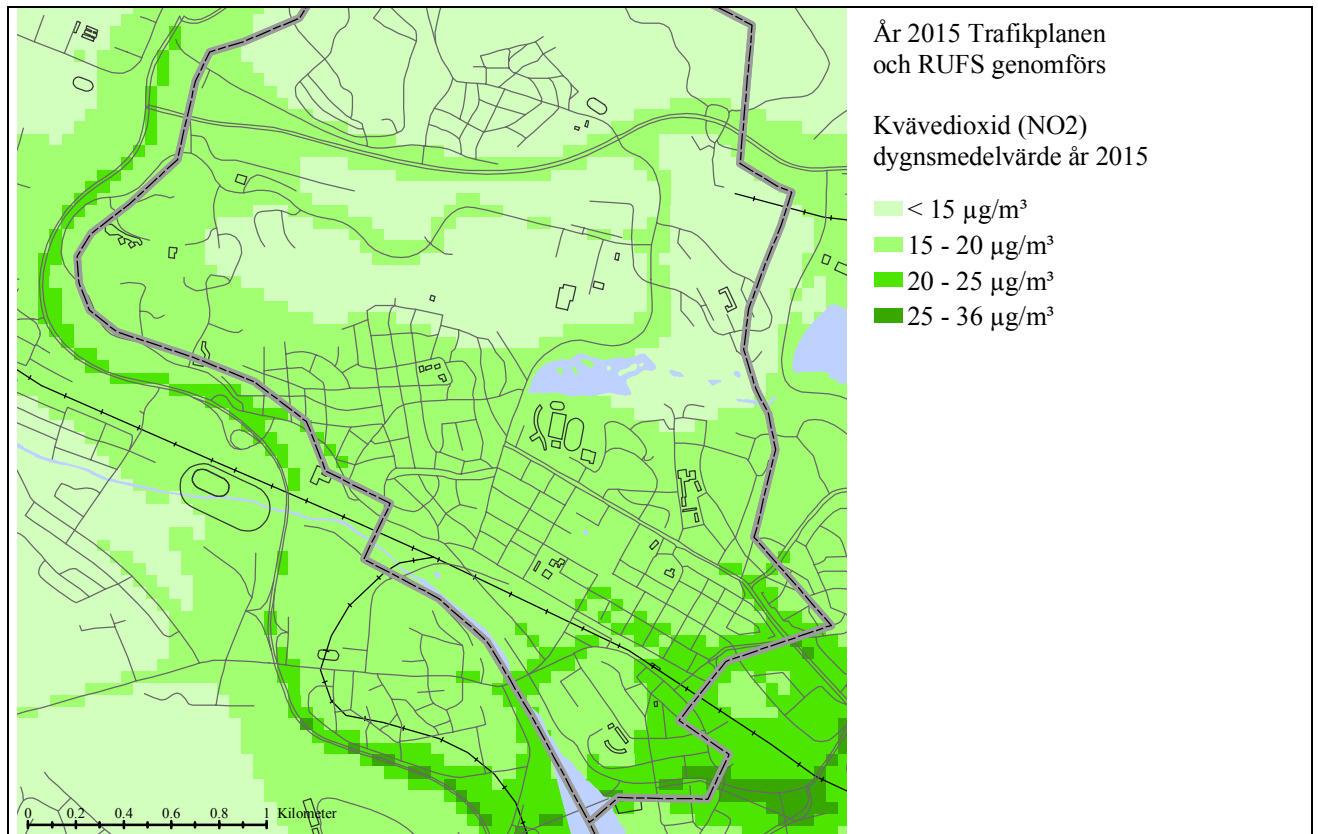 År 2015 Trafikplanen
och RUFS genomförs
Kvävedioxid (NO2)
dygnsmedelvärde år 2015
< 15 µg/m³
15 - 20 µg/m³
20 - 25 µg/m³
25 - 36 µg/m³
0 0.2 0.4 0.6 0.8 1 Kilometer